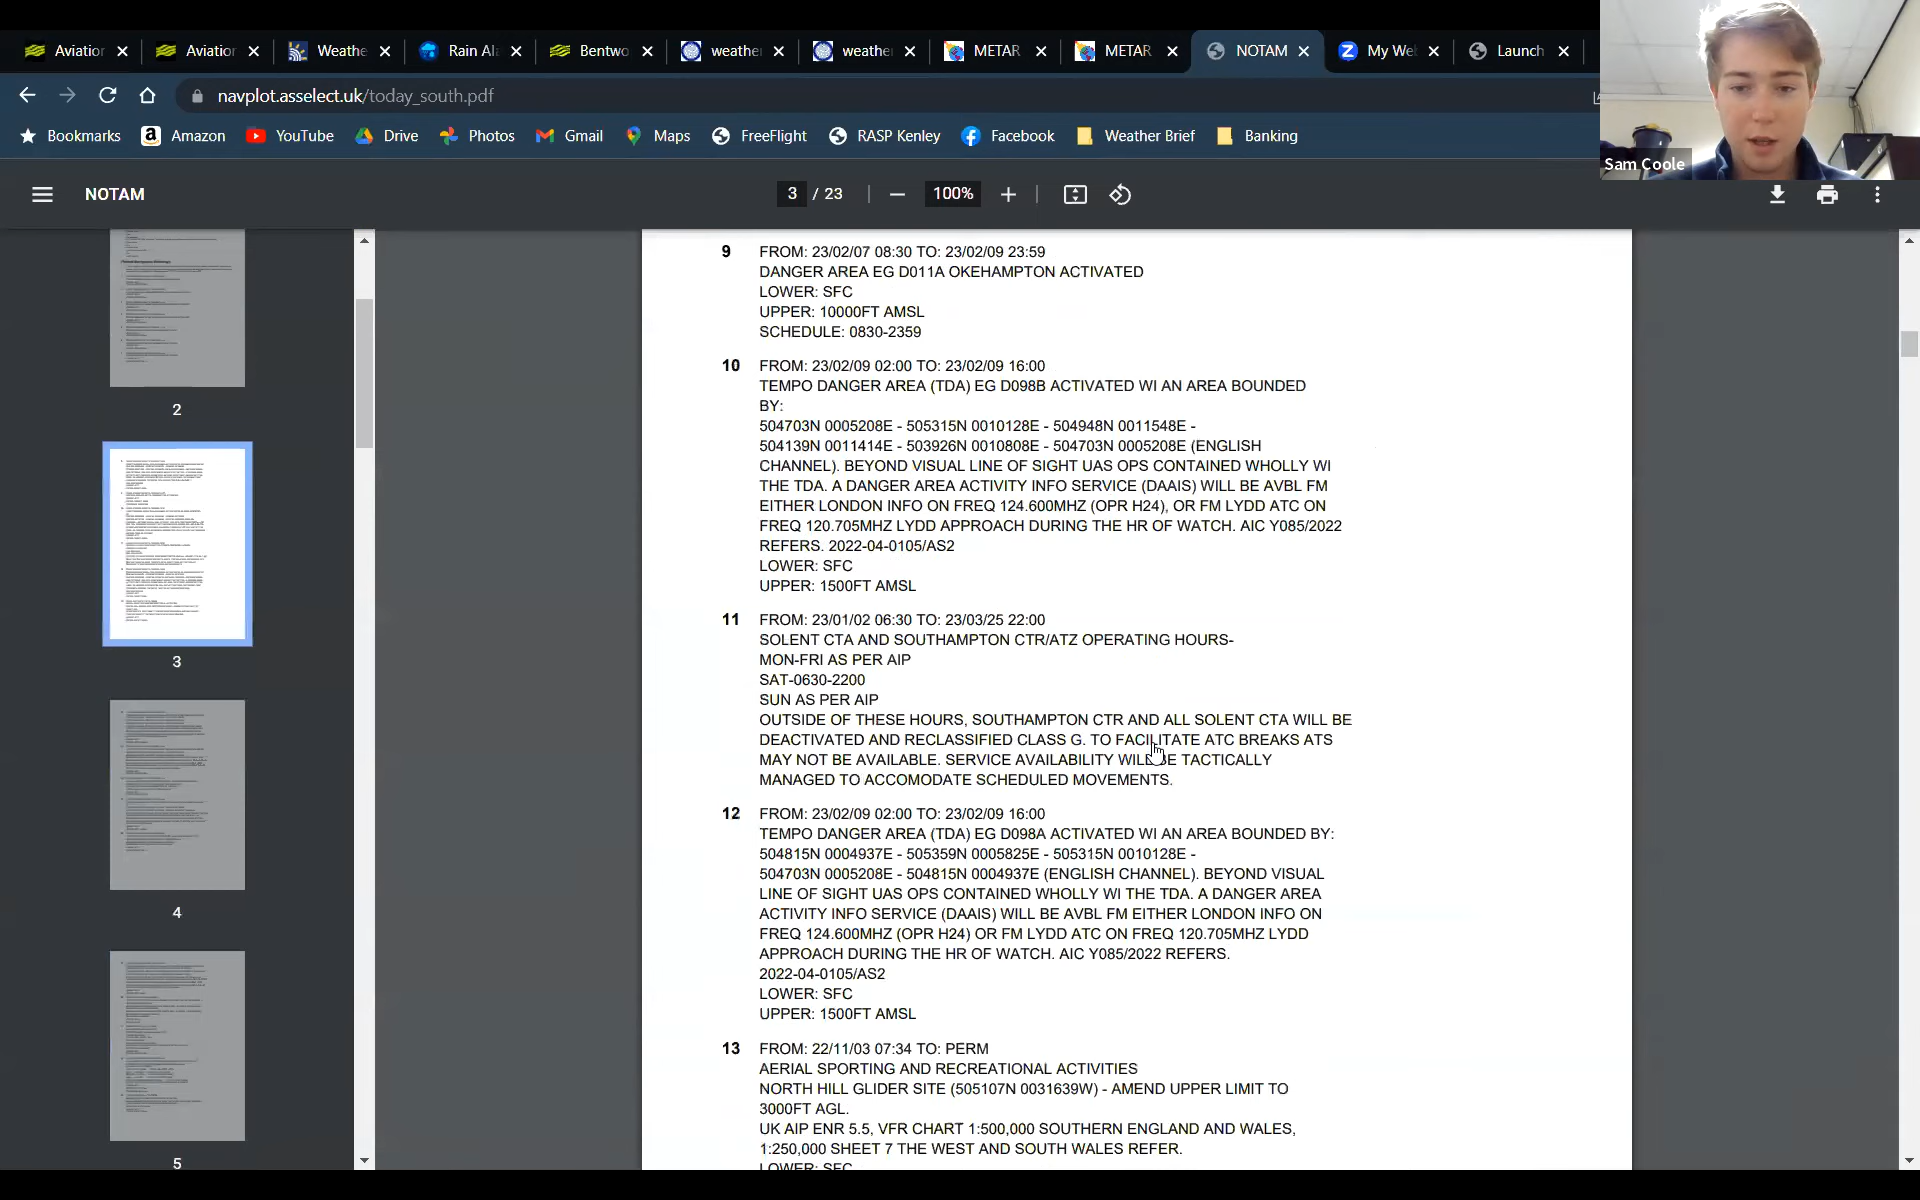 Aviatior
Aviatior
Weathe
Rain Al
Bentwo
weathe
weathe
METAR
METAR
NOTAM
My We
Launch
navplot.asselect.uk/today_south.pdf
Bookmarks
Amazon
YouTube
Drive
Photos
Gmail
Maps
FreeFlight
RASP Kenley
Facebook
Weather Brief
Banking
Sam Coole
NOTAM
3 / 23
100%
2
3
4
5
9 FROM: 23/02/07 08:30 TO: 23/02/09 23:59
DANGER AREA EG D011A OKEHAMPTON ACTIVATED
LOWER: SFC
UPPER: 10000FT AMSL
SCHEDULE: 0830-2359
10 FROM: 23/02/09 02:00 TO: 23/02/09 16:00
TEMPO DANGER AREA (TDA) EG D098B ACTIVATED WI AN AREA BOUNDED
BY:
504703N 0005208E - 505315N 0010128E - 504948N 0011548E -
504139N 0011414E - 503926N 0010808E - 504703N 0005208E (ENGLISH
CHANNEL). BEYOND VISUAL LINE OF SIGHT UAS OPS CONTAINED WHOLLY WI
THE TDA. A DANGER AREA ACTIVITY INFO SERVICE (DAAIS) WILL BE AVBL FM
EITHER LONDON INFO ON FREQ 124.600MHZ (OPR H24), OR FM LYDD ATC ON
FREQ 120.705MHZ LYDD APPROACH DURING THE HR OF WATCH. AIC Y085/2022
REFERS. 2022-04-0105/AS2
LOWER: SFC
UPPER: 1500FT AMSL
11 FROM: 23/01/02 06:30 TO: 23/03/25 22:00
SOLENT CTA AND SOUTHAMPTON CTR/ATZ OPERATING HOURS-
MON-FRI AS PER AIP
SAT-0630-2200
SUN AS PER AIP
OUTSIDE OF THESE HOURS, SOUTHAMPTON CTR AND ALL SOLENT CTA WILL BE
DEACTIVATED AND RECLASSIFIED CLASS G. TO FACILITATE ATC BREAKS ATS
MAY NOT BE AVAILABLE. SERVICE AVAILABILITY WILL BE TACTICALLY
MANAGED TO ACCOMODATE SCHEDULED MOVEMENTS.
12 FROM: 23/02/09 02:00 TO: 23/02/09 16:00
TEMPO DANGER AREA (TDA) EG D098A ACTIVATED WI AN AREA BOUNDED BY:
504815N 0004937E - 505359N 0005825E - 505315N 0010128E -
504703N 0005208E - 504815N 0004937E (ENGLISH CHANNEL). BEYOND VISUAL
LINE OF SIGHT UAS OPS CONTAINED WHOLLY WI THE TDA. A DANGER AREA
ACTIVITY INFO SERVICE (DAAIS) WILL BE AVBL FM EITHER LONDON INFO ON
FREQ 124.600MHZ (OPR H24) OR FM LYDD ATC ON FREQ 120.705MHZ LYDD
APPROACH DURING THE HR OF WATCH. AIC Y085/2022 REFERS.
2022-04-0105/AS2
LOWER: SFC
UPPER: 1500FT AMSL
13 FROM: 22/11/03 07:34 TO: PERM
AERIAL SPORTING AND RECREATIONAL ACTIVITIES
NORTH HILL GLIDER SITE (505107N 0031639W) - AMEND UPPER LIMIT TO
3000FT AGL.
UK AIP ENR 5.5, VFR CHART 1:500,000 SOUTHERN ENGLAND AND WALES,
1:250,000 SHEET 7 THE WEST AND SOUTH WALES REFER.
LOWER: SFC